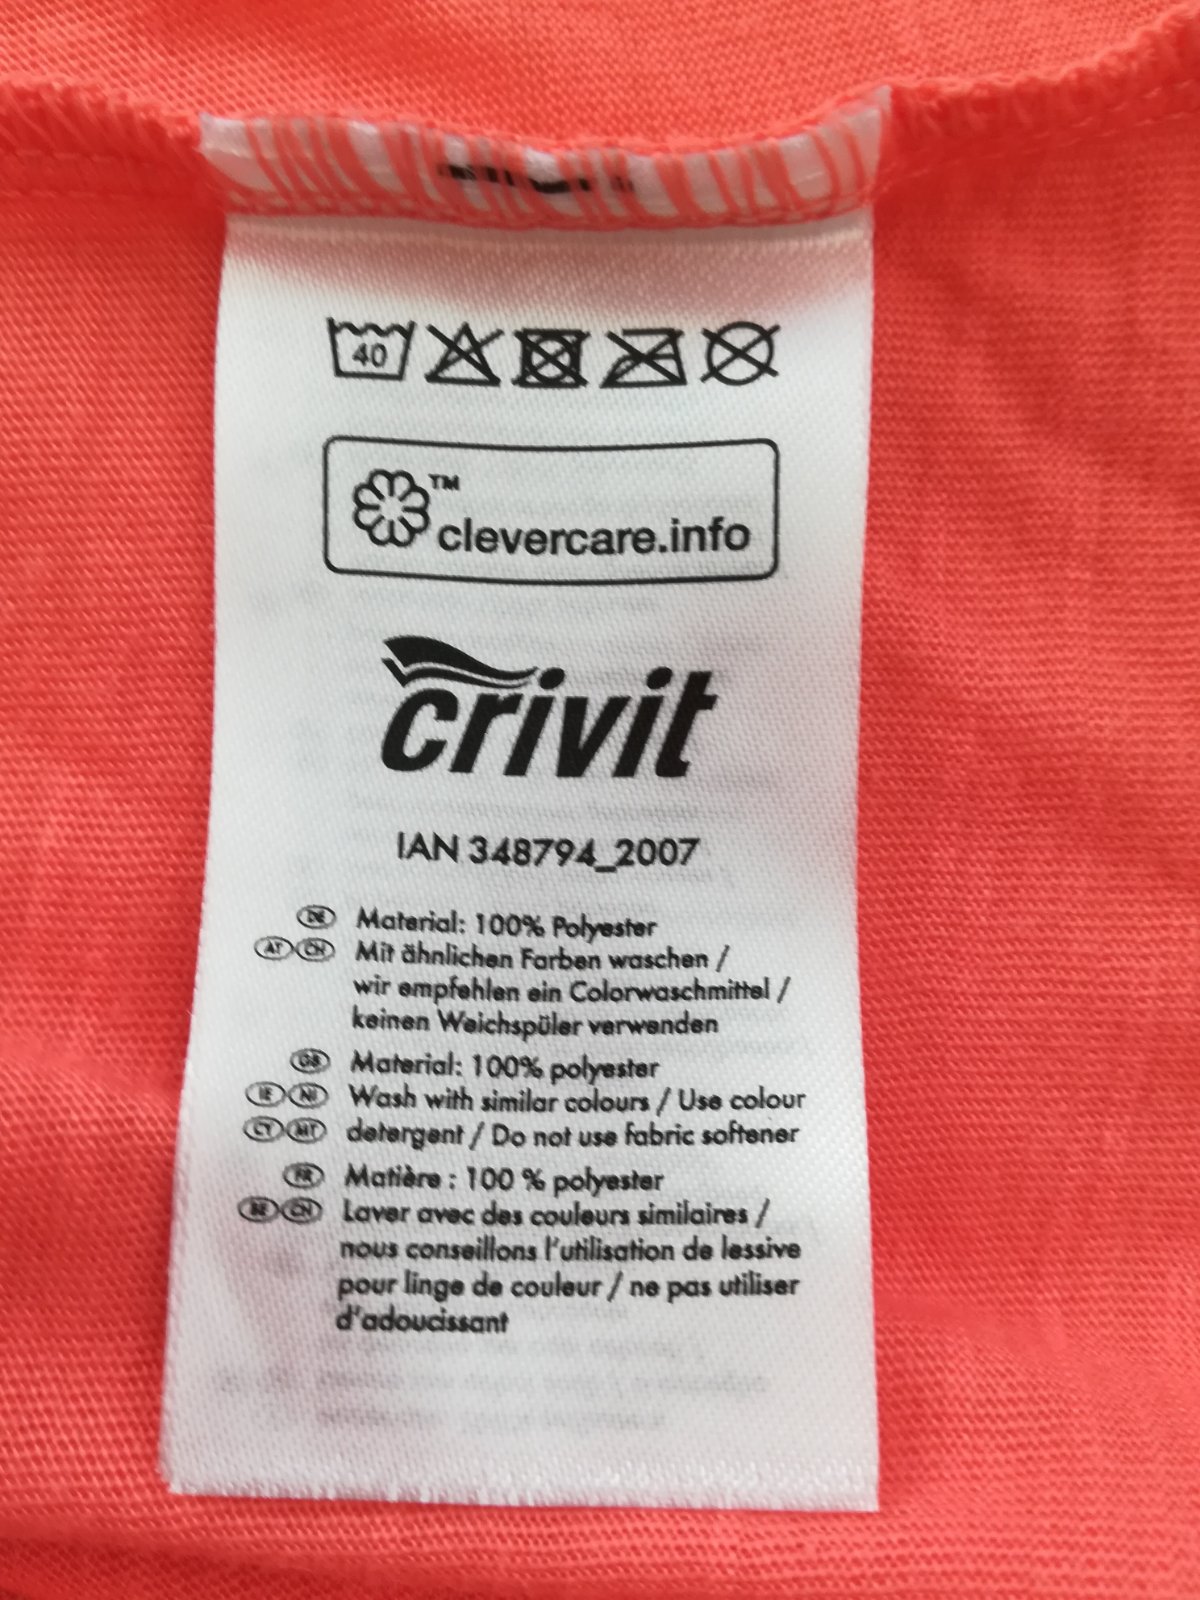 40
™
clevercare.info
crivit
IAN 348794_2007
DE Material: 100% Polyester
AT CH Mit ähnlichen Farben waschen /
wir empfehlen ein Colorwaschmittel /
keinen Weichspüler verwenden
GB Material: 100% polyester
IE NI Wash with similar colours / Use colour
CY MT detergent / Do not use fabric softener
FR Matière : 100 % polyester
BE CH Laver avec des couleurs similaires /
nous conseillons l'utilisation de lessive
pour linge de couleur / ne pas utiliser
d'adoucissant